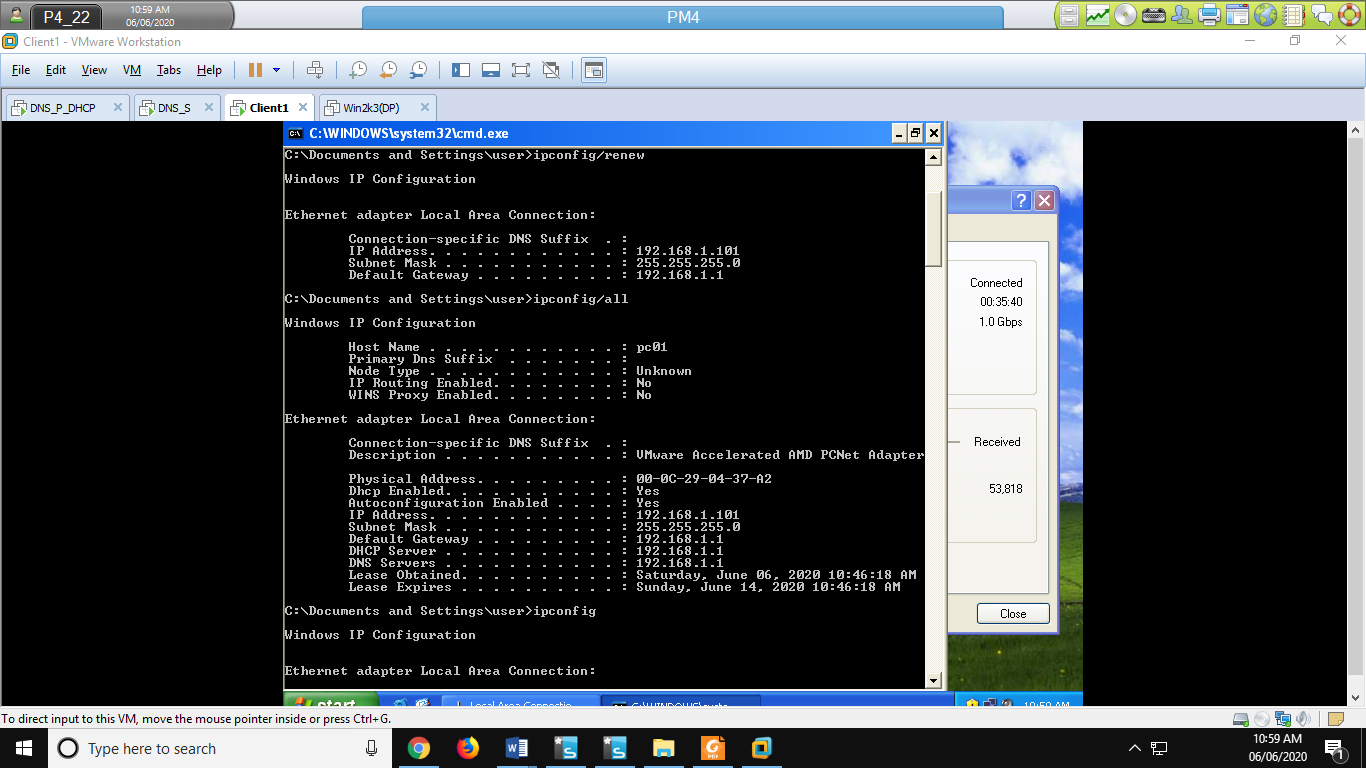 P4_22
10:59 AM
06/06/2020
PM4
Client1 - VMware Workstation
File Edit View VM Tabs Help
DNS_P_DHCP DNS_S Client1 Win2k3(DP)
C:\WINDOWS\system32\cmd.exe
C:\Documents and Settings\user>ipconfig/renew
Windows IP Configuration
Ethernet adapter Local Area Connection:
Connection-specific DNS Suffix . :
IP Address. . . . . . . . . . . . : 192.168.1.101
Subnet Mask . . . . . . . . . . . : 255.255.255.0
Default Gateway . . . . . . . . . : 192.168.1.1
C:\Documents and Settings\user>ipconfig/all
Windows IP Configuration
Host Name . . . . . . . . . . . . : pc01
Primary Dns Suffix . . . . . . . :
Node Type . . . . . . . . . . . . : Unknown
IP Routing Enabled. . . . . . . . : No
WINS Proxy Enabled. . . . . . . . : No
Ethernet adapter Local Area Connection:
Connection-specific DNS Suffix . :
Description . . . . . . . . . . . : VMware Accelerated AMD PCNet Adapter
Physical Address. . . . . . . . . : 00-0C-29-04-37-A2
Dhcp Enabled. . . . . . . . . . . : Yes
Autoconfiguration Enabled . . . . : Yes
IP Address. . . . . . . . . . . . : 192.168.1.101
Subnet Mask . . . . . . . . . . . : 255.255.255.0
Default Gateway . . . . . . . . . : 192.168.1.1
DHCP Server . . . . . . . . . . . : 192.168.1.1
DNS Servers . . . . . . . . . . . : 192.168.1.1
Lease Obtained. . . . . . . . . . : Saturday, June 06, 2020 10:46:18 AM
Lease Expires . . . . . . . . . . : Sunday, June 14, 2020 10:46:18 AM
C:\Documents and Settings\user>ipconfig
Windows IP Configuration
Ethernet adapter Local Area Connection:
Connected
00:35:40
1.0 Gbps
Received
53,818
Close
start Local Area Connectio... C:\WINDOWS\syste... 10:59 AM
To direct input to this VM, move the mouse pointer inside or press Ctrl+G.
Type here to search
10:59 AM
06/06/2020
1